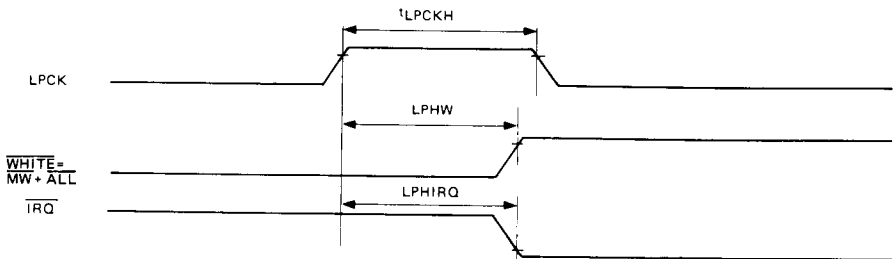 tLPCKH
LPCK
LPHW
WHITE=
MW + ALL
LPHIRQ
IRQ